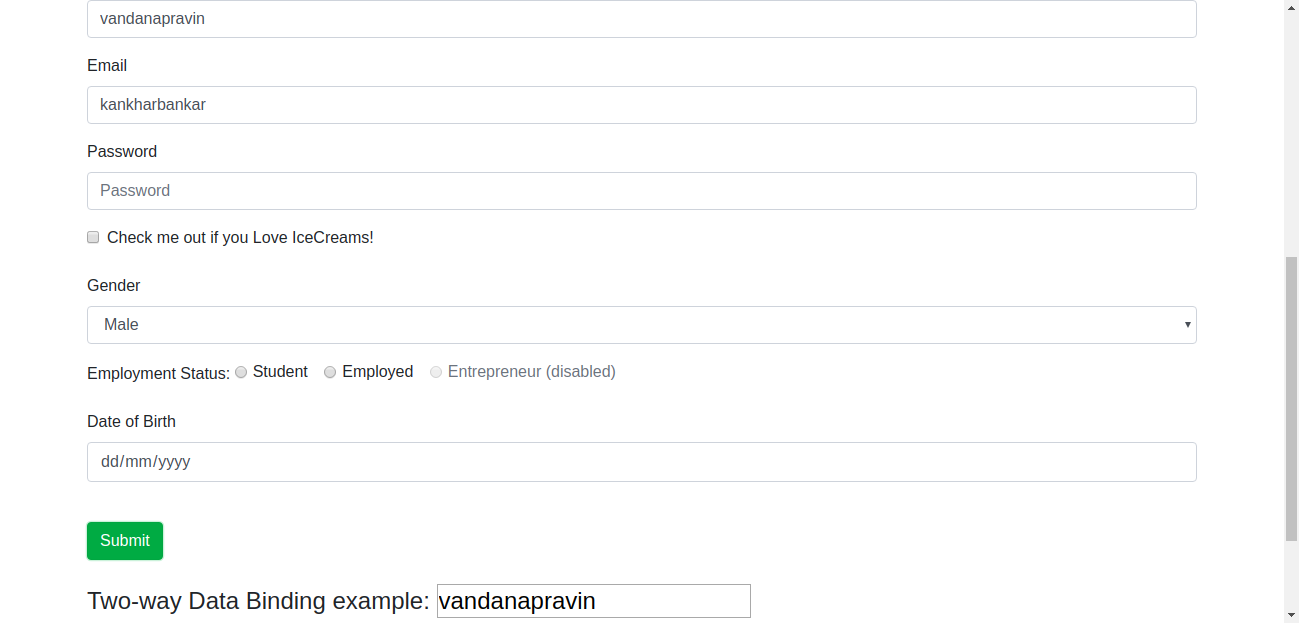 vandanapravin
Email
kankharbankar
Password
Password
Check me out if you Love IceCreams!
Gender
Male
Employment Status: Student Employed Entrepreneur (disabled)
Date of Birth
dd/mm/yyyy
Submit
Two-way Data Binding example: vandanapravin